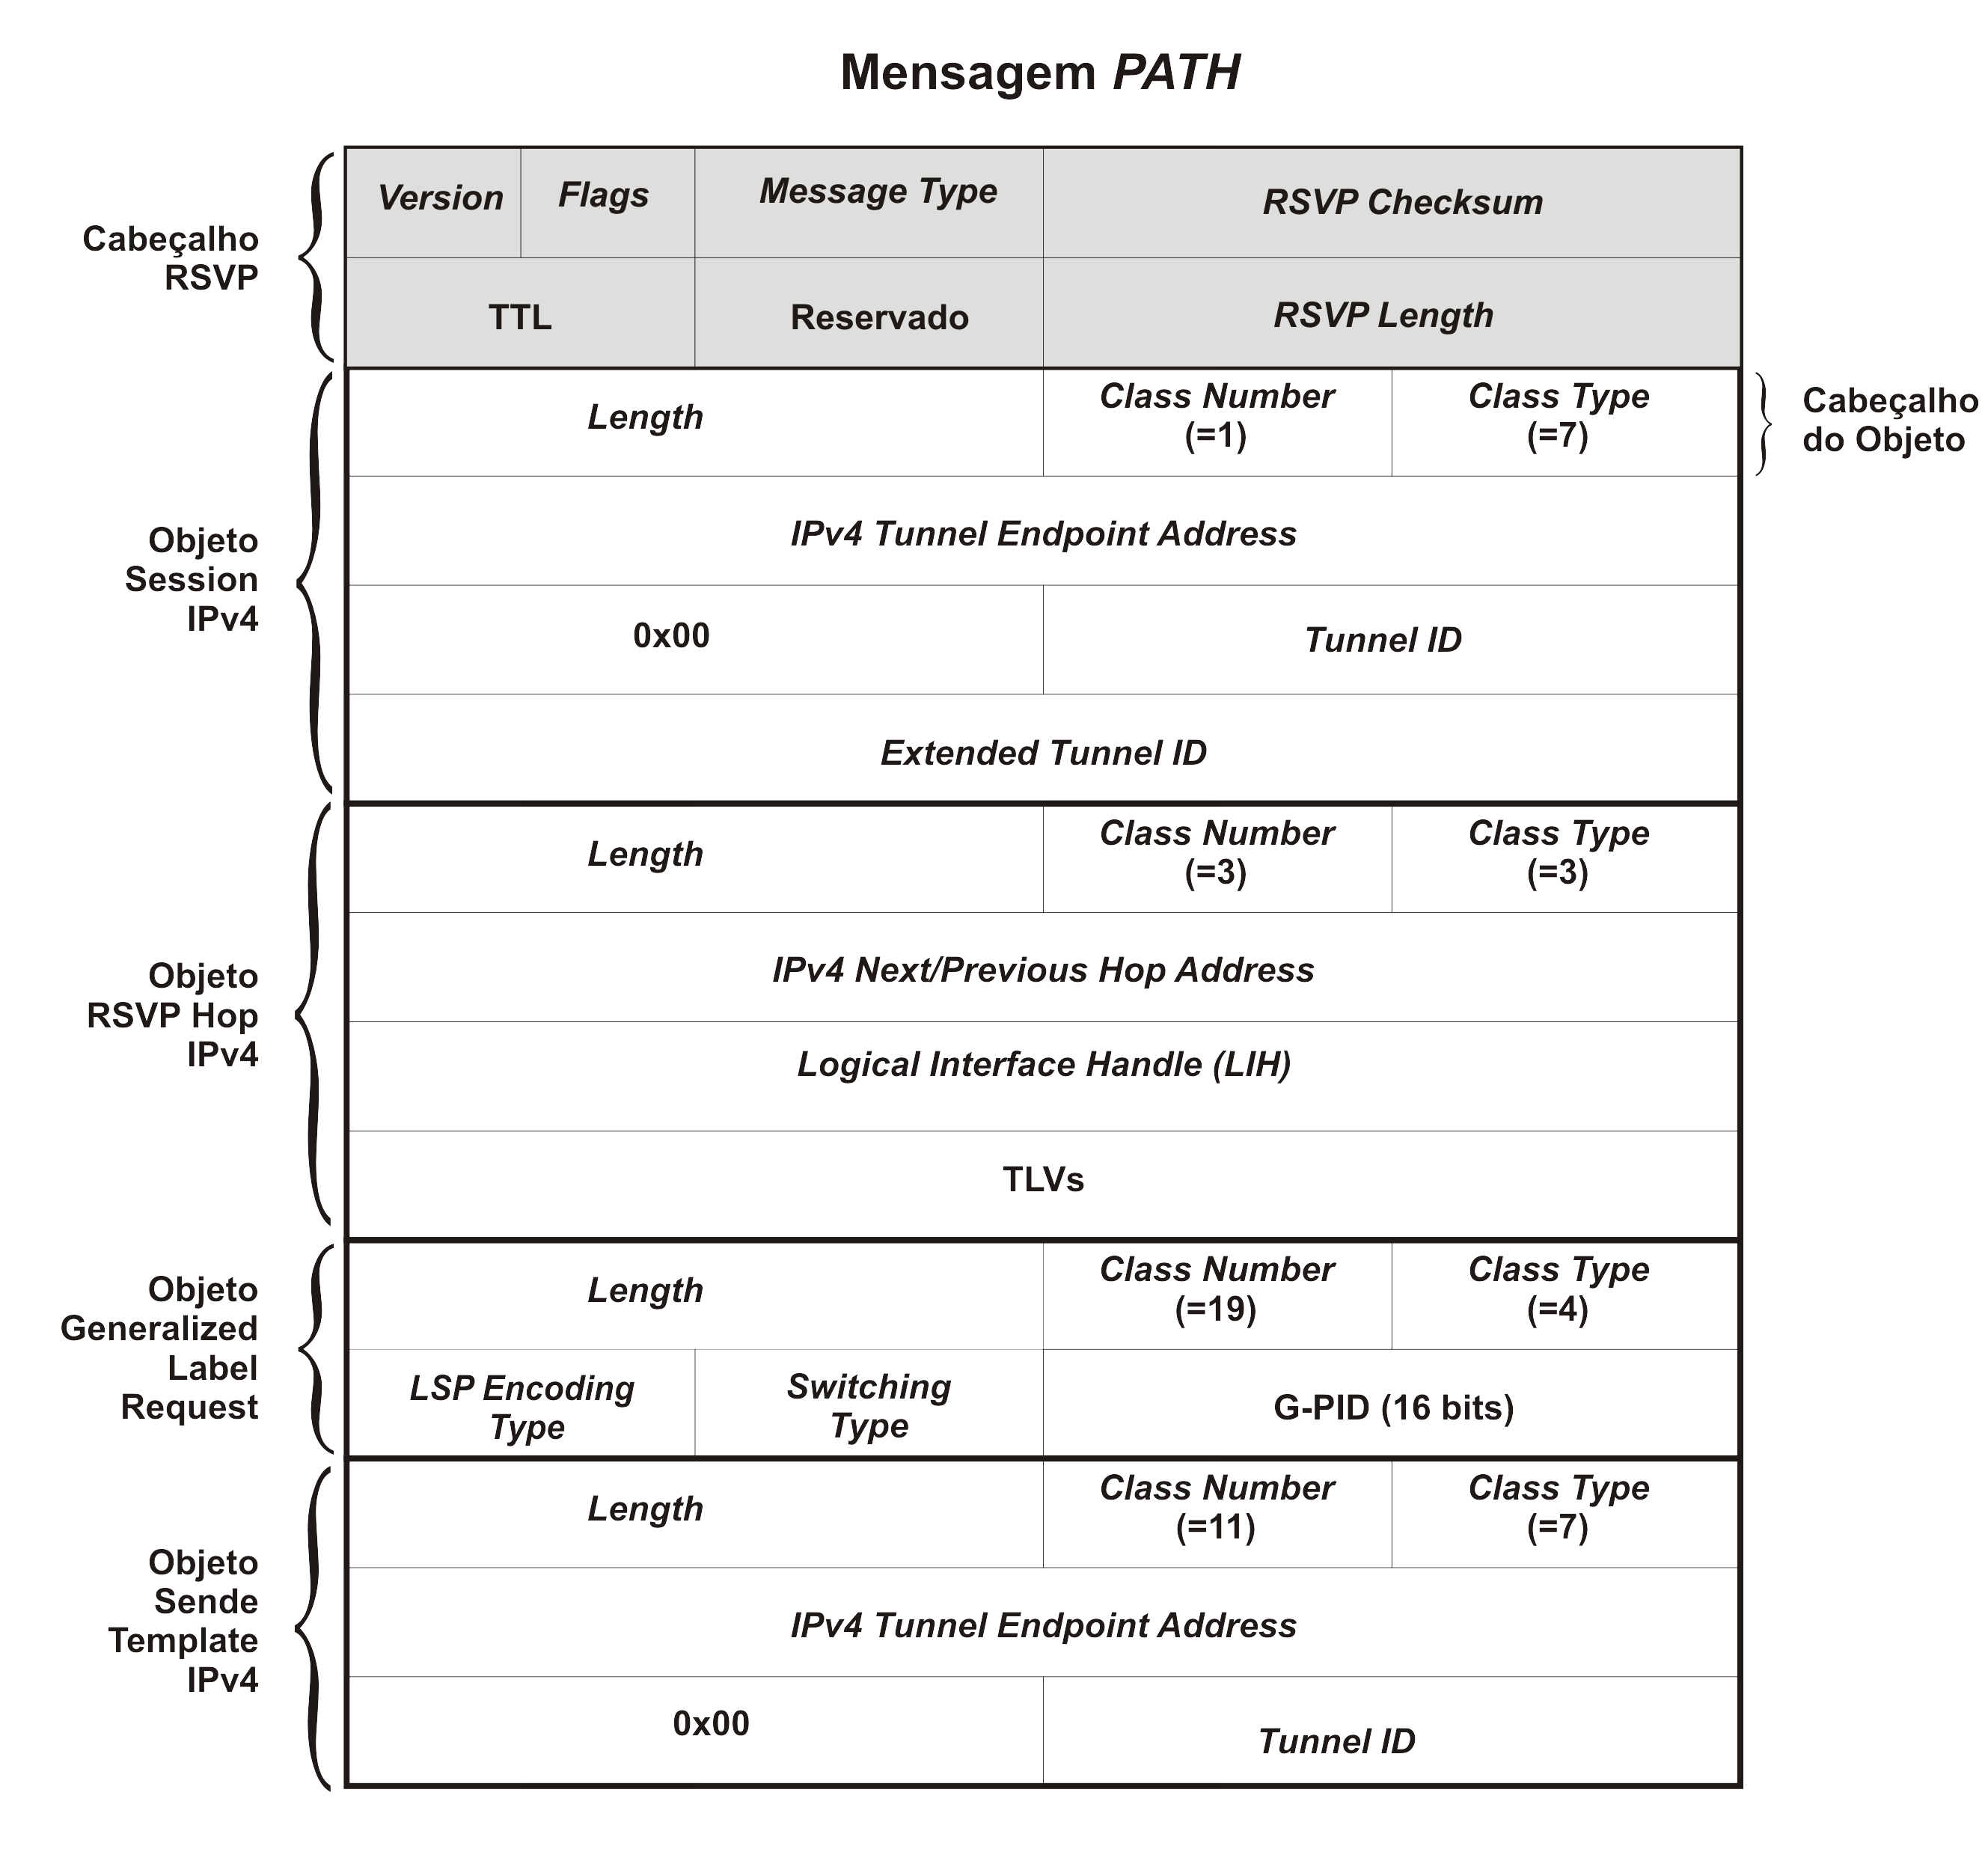 Mensagem PATH
Cabeçalho
RSVP
Version
Flags
Message Type
RSVP Checksum
TTL
Reservado
RSVP Length
Objeto
Session
IPv4
Length
Class Number
(=1)
Class Type
(=7)
Cabeçalho
do Objeto
IPv4 Tunnel Endpoint Address
0x00
Tunnel ID
Extended Tunnel ID
Objeto
RSVP Hop
IPv4
Length
Class Number
(=3)
Class Type
(=3)
IPv4 Next/Previous Hop Address
Logical Interface Handle (LIH)
TLVs
Objeto
Generalized
Label
Request
Length
Class Number
(=19)
Class Type
(=4)
LSP Encoding
Type
Switching
Type
G-PID (16 bits)
Objeto
Sende
Template
IPv4
Length
Class Number
(=11)
Class Type
(=7)
IPv4 Tunnel Endpoint Address
0x00
Tunnel ID